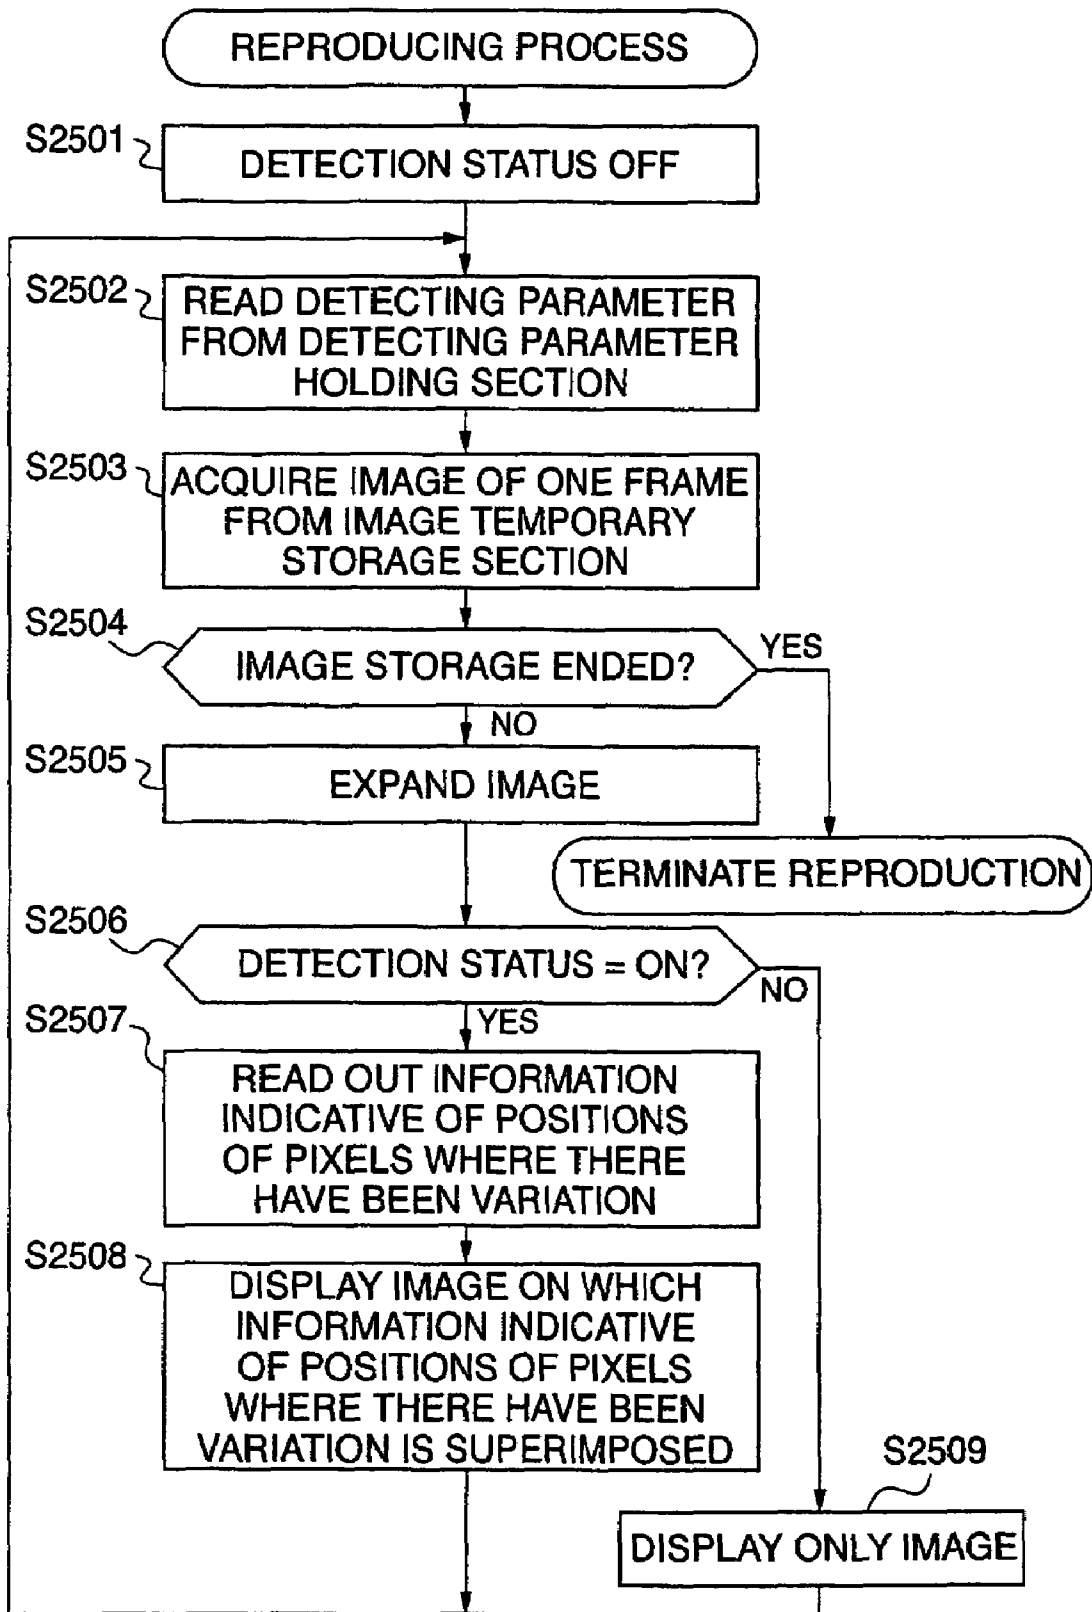 REPRODUCING PROCESS
S2501
DETECTION STATUS OFF
S2502
READ DETECTING PARAMETER
FROM DETECTING PARAMETER
HOLDING SECTION
S2503
ACQUIRE IMAGE OF ONE FRAME
FROM IMAGE TEMPORARY
STORAGE SECTION
S2504
IMAGE STORAGE ENDED?
YES
NO
S2505
EXPAND IMAGE
TERMINATE REPRODUCTION
S2506
DETECTION STATUS = ON?
NO
YES
S2507
READ OUT INFORMATION
INDICATIVE OF POSITIONS
OF PIXELS WHERE THERE
HAVE BEEN VARIATION
S2508
DISPLAY IMAGE ON WHICH
INFORMATION INDICATIVE
OF POSITIONS OF PIXELS
WHERE THERE HAVE BEEN
VARIATION IS SUPERIMPOSED
S2509
DISPLAY ONLY IMAGE